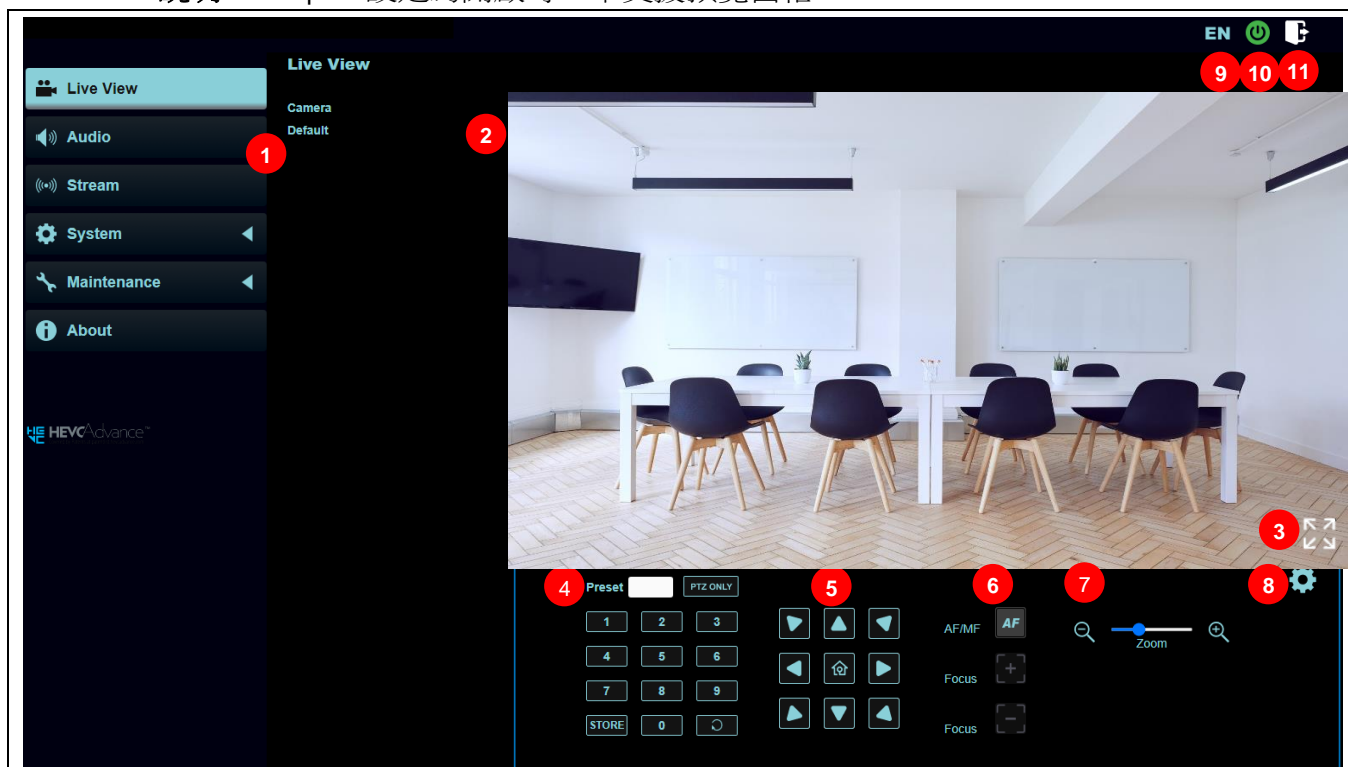 EN
9 10 11
Live View
Live View
Camera
Default
2
Audio
1
Stream
System
Maintenance
About
HEVC Advance™
3
4 Preset PTZ ONLY 5 6 7 8
1 2 3
AF/MF AF
Zoom
4 5 6
Focus
7 8 9
STORE 0
Focus